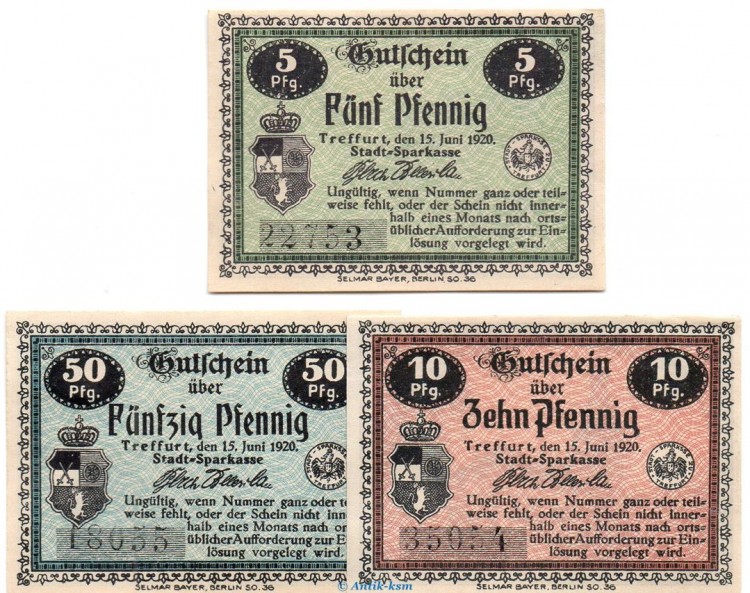 5 Pfg.
Gutschein
5 Pfg.
über
Fünf Pfennig
Treffurt, den 15. Juni 1920.
Stadt-Sparkasse
Ungültig, wenn Nummer ganz oder teil=
weise fehlt, oder der Schein nicht inner=
halb eines Monats nach orts=
üblicher Aufforderung zur Ein=
lösung vorgelegt wird.
22753
SELMAR BAYER, BERLIN SO. 36
50 Pfg.
Gutschein
50 Pfg.
über
Fünfzig Pfennig
Treffurt, den 15. Juni 1920.
Stadt-Sparkasse
Ungültig, wenn Nummer ganz oder te
weise fehlt, oder der Schein nicht inn
halb eines Monats nach or
üblicher Aufforderung zur E
lösung vorgelegt wird.
18055
SELMAR BAYER, BERLIN SO. 36
10 Pfg.
Gutschein
10 Pfg.
über
Zehn Pfennig
Treffurt, den 15. Juni 1920.
Stadt-Sparkasse
Ungültig, wenn Nummer ganz oder teil=
weise fehlt, oder der Schein nicht inner=
halb eines Monats nach orts=
üblicher Aufforderung zur Ein=
lösung vorgelegt wird.
35054
SELMAR BAYER, BERLIN SO. 36
© Antik-ksm